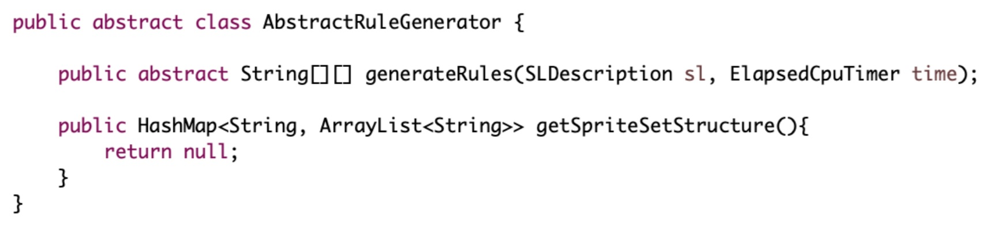 public abstract class AbstractRuleGenerator {
public abstract String[][] generateRules(SLDescription sl, ElapsedCpuTimer time);
public HashMap<String, ArrayList<String>> getSpriteSetStructure(){
return null;
}
}